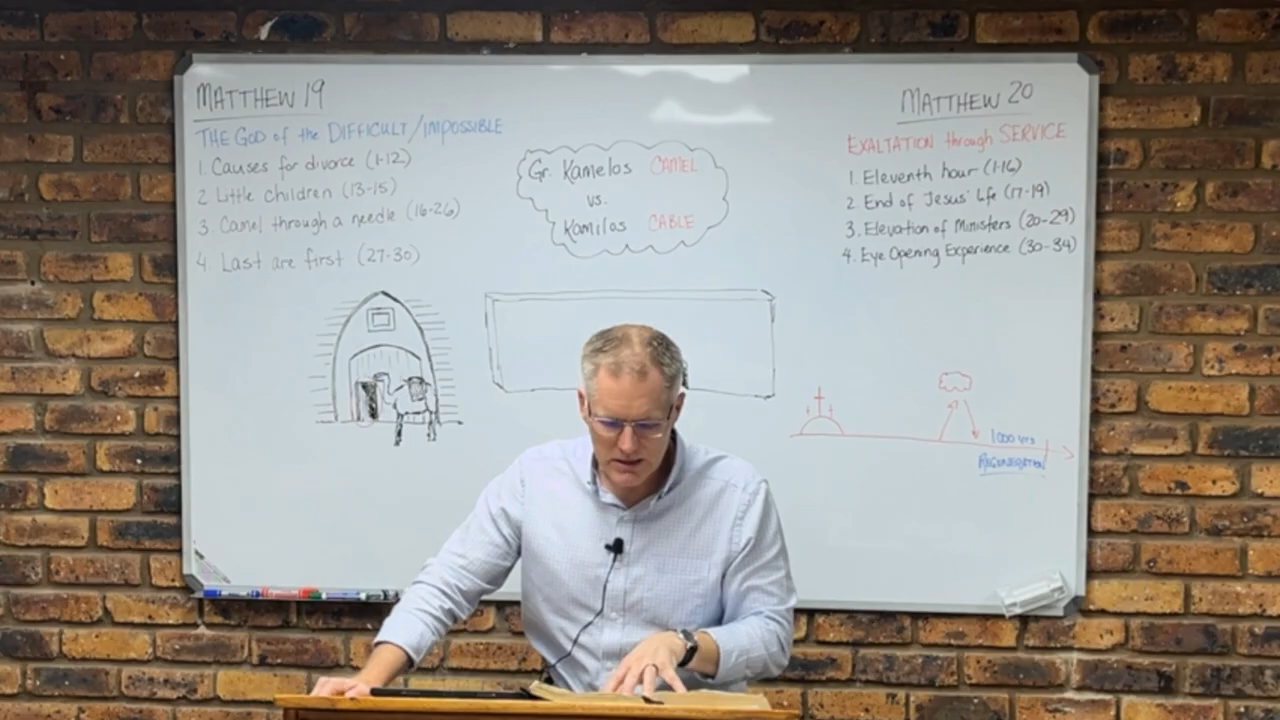 MATTHEW 19
THE GOD of the DIFFICULT/IMPOSSIBLE
1. Causes for divorce (1-12)
2 Little children (13-15)
3. Camel through a needle (16-26)
4. Last are first (27-30)
Gr. Kamelos CAMEL
vs.
Kamilos CABLE
MATTHEW 20
EXALTATION through SERVICE
1. Eleventh hour (1-16)
2 End of Jesus' Life (17-19)
3. Elevation of Ministers (20-29)
4. Eye Opening Experience (30-34)
1000 yrs
REGENERATION